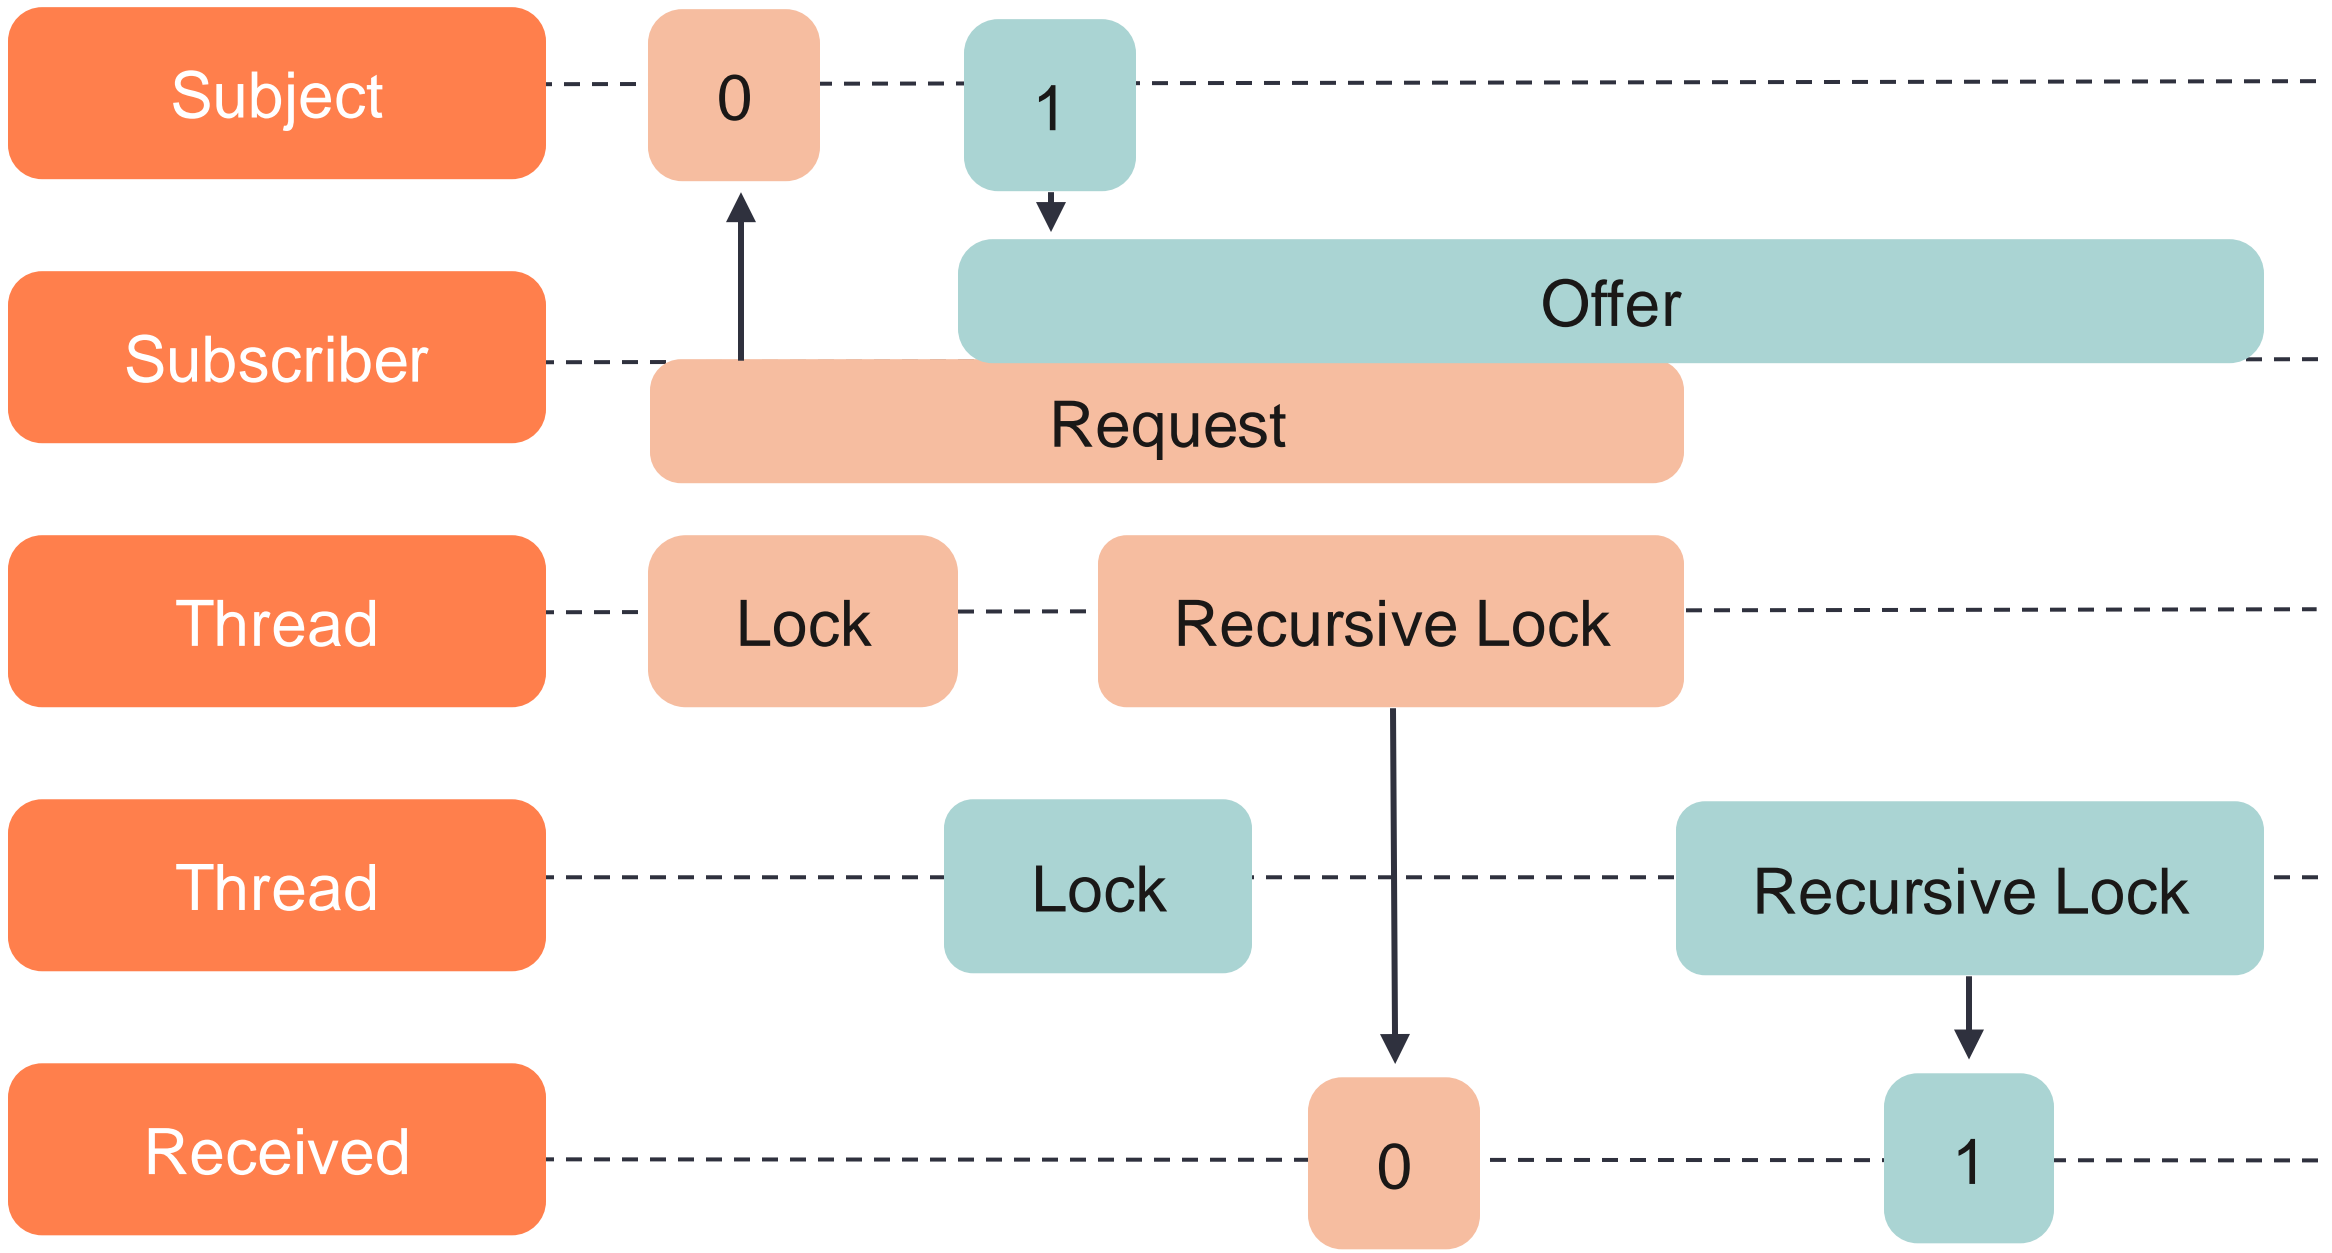 Subject
0
1
Subscriber
Offer
Request
Thread
Lock
Recursive Lock
Thread
Lock
Recursive Lock
Received
0
1